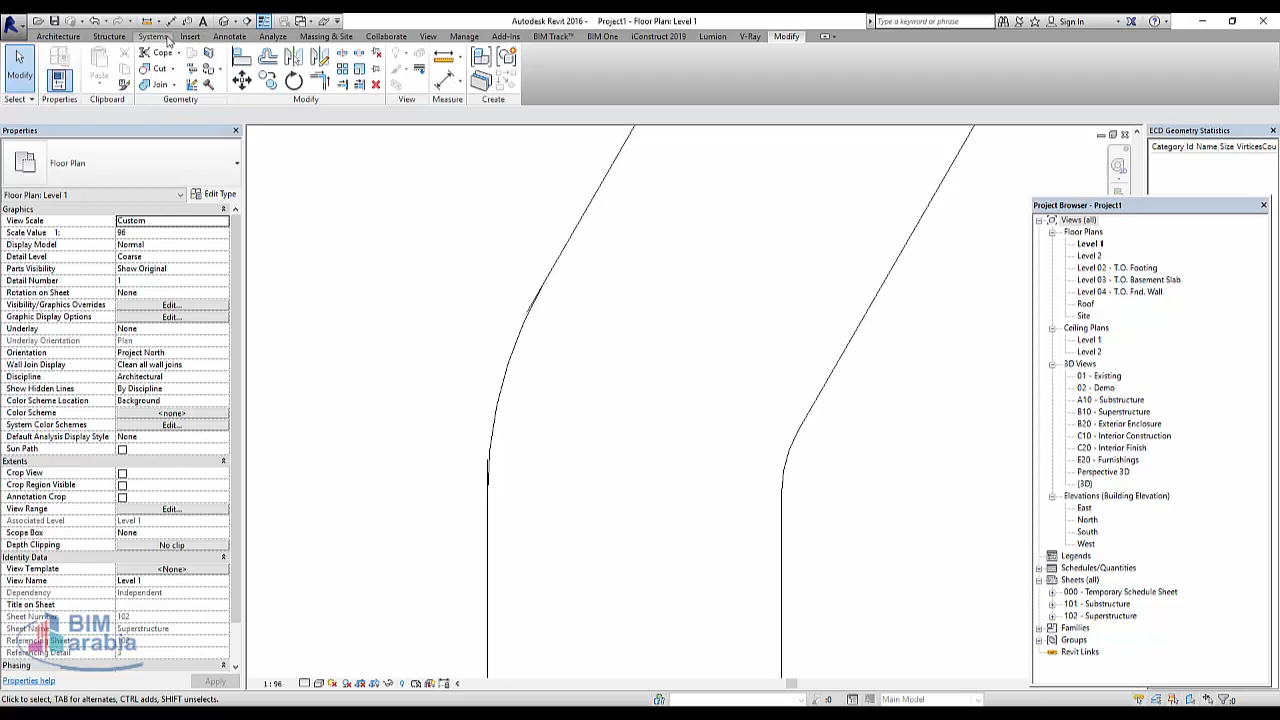 Autodesk Revit 2016 - Project1 - Floor Plan: Level 1
Type a keyword or phrase
Sign In
Architecture Structure Systems Insert Annotate Analyze Massing & Site Collaborate View Manage Add-Ins BIM Track™ BIM One iConstruct 2019 Lumion V-Ray Modify
Modify
Paste
Cope
Cut
Join
Select Properties Clipboard Geometry Modify View Measure Create
Properties
Floor Plan
Floor Plan: Level 1 Edit Type
Graphics
View Scale Custom
Scale Value 1: 96
Display Model Normal
Detail Level Coarse
Parts Visibility Show Original
Detail Number 1
Rotation on Sheet None
Visibility/Graphics Overrides Edit...
Graphic Display Options Edit...
Underlay None
Underlay Orientation Plan
Orientation Project North
Wall Join Display Clean all wall joins
Discipline Architectural
Show Hidden Lines By Discipline
Color Scheme Location Background
Color Scheme <none>
System Color Schemes Edit...
Default Analysis Display Style None
Sun Path
Extents
Crop View
Crop Region Visible
Annotation Crop
View Range Edit...
Associated Level Level 1
Scope Box None
Depth Clipping No clip
Identity Data
View Template <None>
View Name Level 1
Dependency Independent
Title on Sheet
Sheet Number 102
Sheet Name Superstructure
Referencing Sheet
Referencing Detail
Phasing
BIM
arabia
Properties help Apply
ECD Geometry Statistics
Category Id Name Size VirticesCou
Project Browser - Project1
Views (all)
Floor Plans
Level 1
Level 2
Level 02 - T.O. Footing
Level 03 - T.O. Basement Slab
Level 04 - T.O. Fnd. Wall
Roof
Site
Ceiling Plans
Level 1
Level 2
3D Views
01 - Existing
02 - Demo
A10 - Substructure
B10 - Superstructure
B20 - Exterior Enclosure
C10 - Interior Construction
C20 - Interior Finish
E20 - Furnishings
Perspective 3D
{3D}
Elevations (Building Elevation)
East
North
South
West
Legends
Schedules/Quantities
Sheets (all)
000 - Temporary Schedule Sheet
101 - Substructure
102 - Superstructure
Families
Groups
Revit Links
1 : 96
Click to select, TAB for alternates, CTRL adds, SHIFT unselects.
:0
Main Model
:0